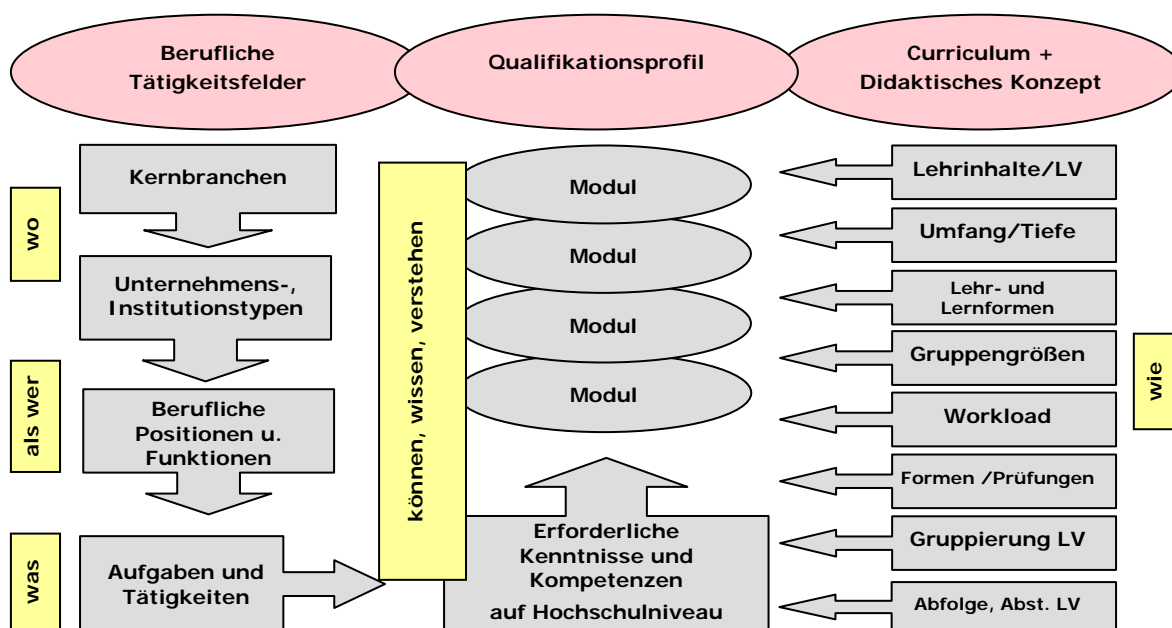 Berufliche
Tätigkeitsfelder
Qualifikationsprofil
Curriculum +
Didaktisches Konzept
wo
als wer
was
Kernbranchen
Unternehmens-,
Institutionstypen
Berufliche
Positionen u.
Funktionen
Aufgaben und
Tätigkeiten
können, wissen, verstehen
Modul
Modul
Modul
Modul
Erforderliche
Kenntnisse und
Kompetenzen
auf Hochschulniveau
Lehrinhalte/LV
Umfang/Tiefe
Lehr- und
Lernformen
Gruppengrößen
Workload
Formen /Prüfungen
Gruppierung LV
Abfolge, Abst. LV
wie